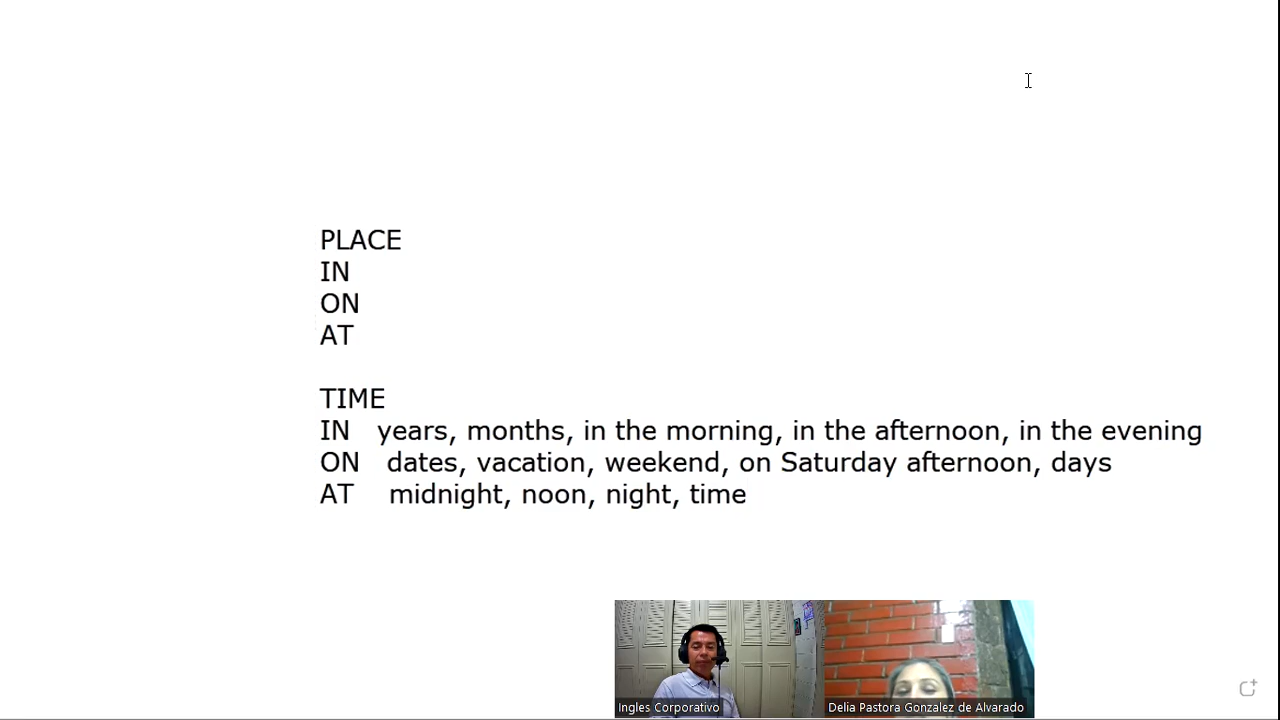 PLACE
IN
ON
AT
TIME
IN years, months, in the morning, in the afternoon, in the evening
ON dates, vacation, weekend, on Saturday afternoon, days
AT midnight, noon, night, time
Ingles Corporativo
Delia Pastora Gonzalez de Alvarado